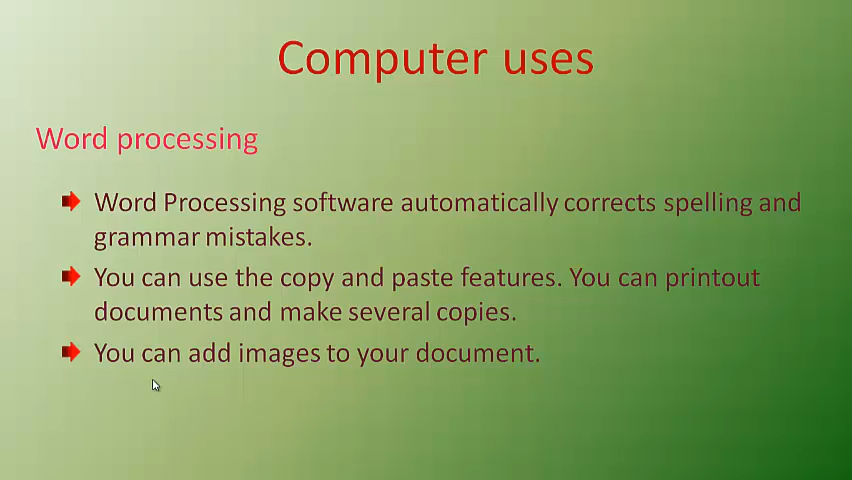 Computer uses
Word processing
Word Processing software automatically corrects spelling and
grammar mistakes.
You can use the copy and paste features. You can printout
documents and make several copies.
You can add images to your document.